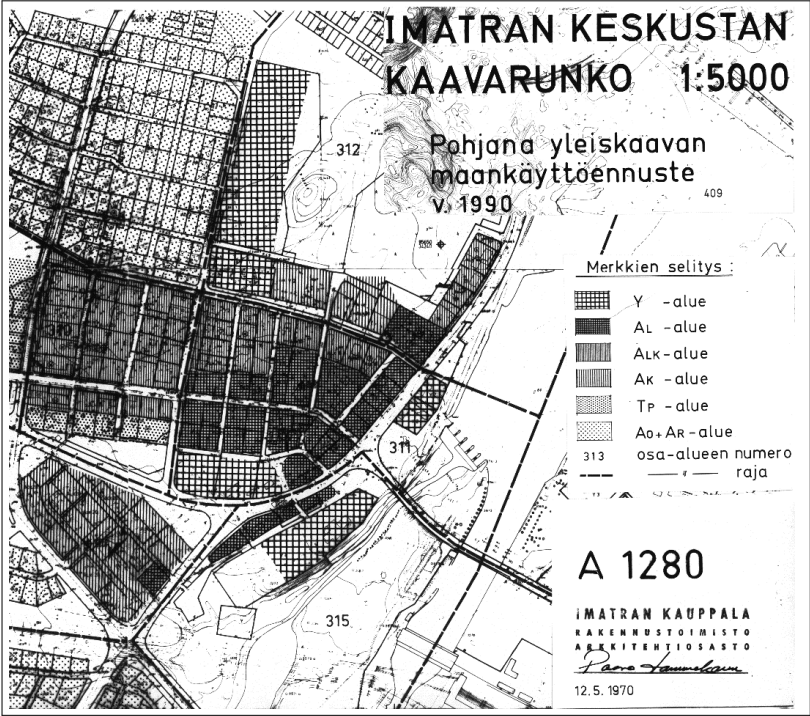 IMATRAN KESKUSTAN
KAAVARUNKO 1:5000
Pohjana yleiskaavan
maankäyttöennuste
v. 1990
409
312
Merkkien selitys :
Y -alue
AL -alue
ALK -alue
AK -alue
TP -alue
AO+AR -alue
313 osa-alueen numero
raja
310
311
315
A 1280
IMATRAN KAUPPALA
RAKENNUSTOIMISTO
ARKKITEHTIOSASTO
12.5. 1970